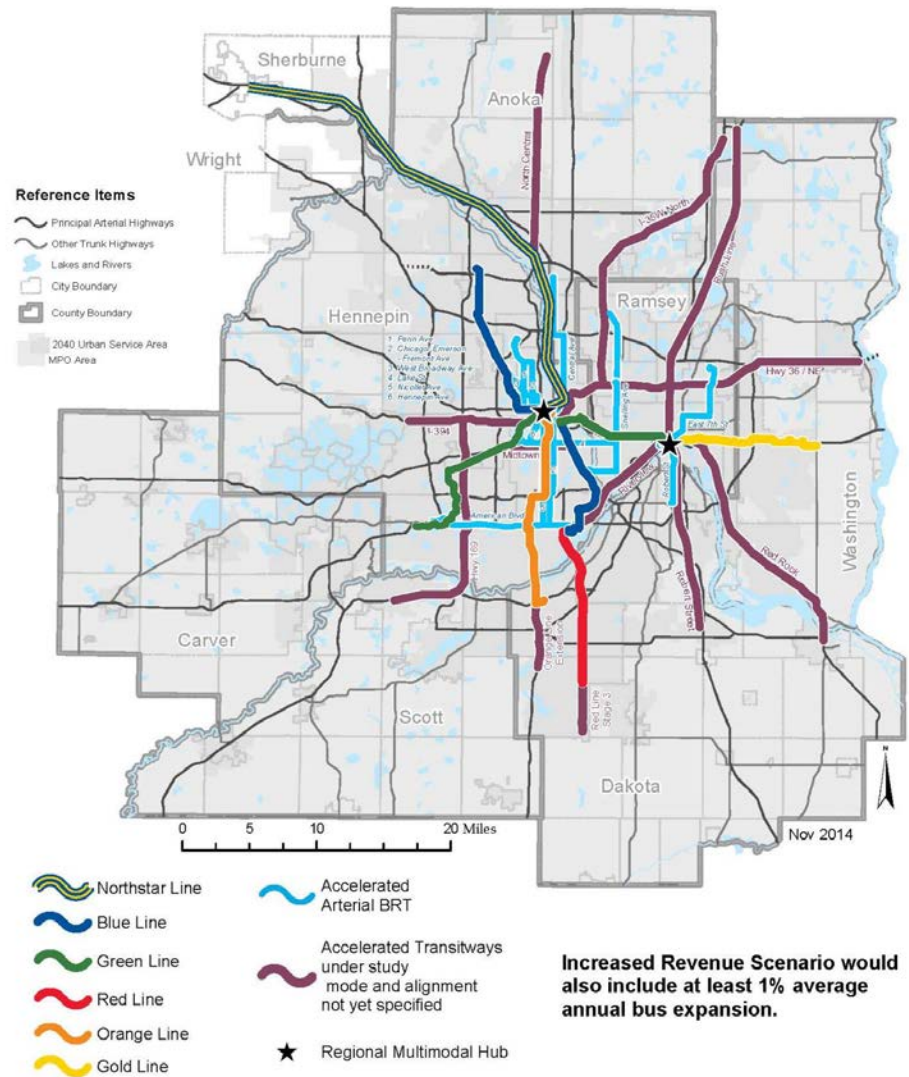 Sherburne
Anoka
Wright
North Central
I-35W North
Rush Line
Reference Items
Principal Arterial Highways
Other Trunk Highways
Lakes and Rivers
City Boundary
County Boundary
2040 Urban Service Area
MPO Area
Hennepin
Ramsey
1. Penn Ave
2. Chicago, Emerson
- Fremont Ave
3. West Broadway Ave
4. Lake St
5. Nicollet Ave
6. Hennepin Ave
Central Ave
Snelling Ave
Hwy 36 / NE
I-394
East 7th St
Midtown
Riverview
Robert St
American Blvd
Hwy 169
Washington
Red Rock
Robert Street
Carver
Orange Line
Extension
Scott
Red Line
Stage 3
Dakota
N
Nov 2014
0 5 10 20 Miles
Northstar Line
Blue Line
Green Line
Red Line
Orange Line
Gold Line
Accelerated
Arterial BRT
Accelerated Transitways
under study
mode and alignment
not yet specified
Regional Multimodal Hub
Increased Revenue Scenario would
also include at least 1% average
annual bus expansion.